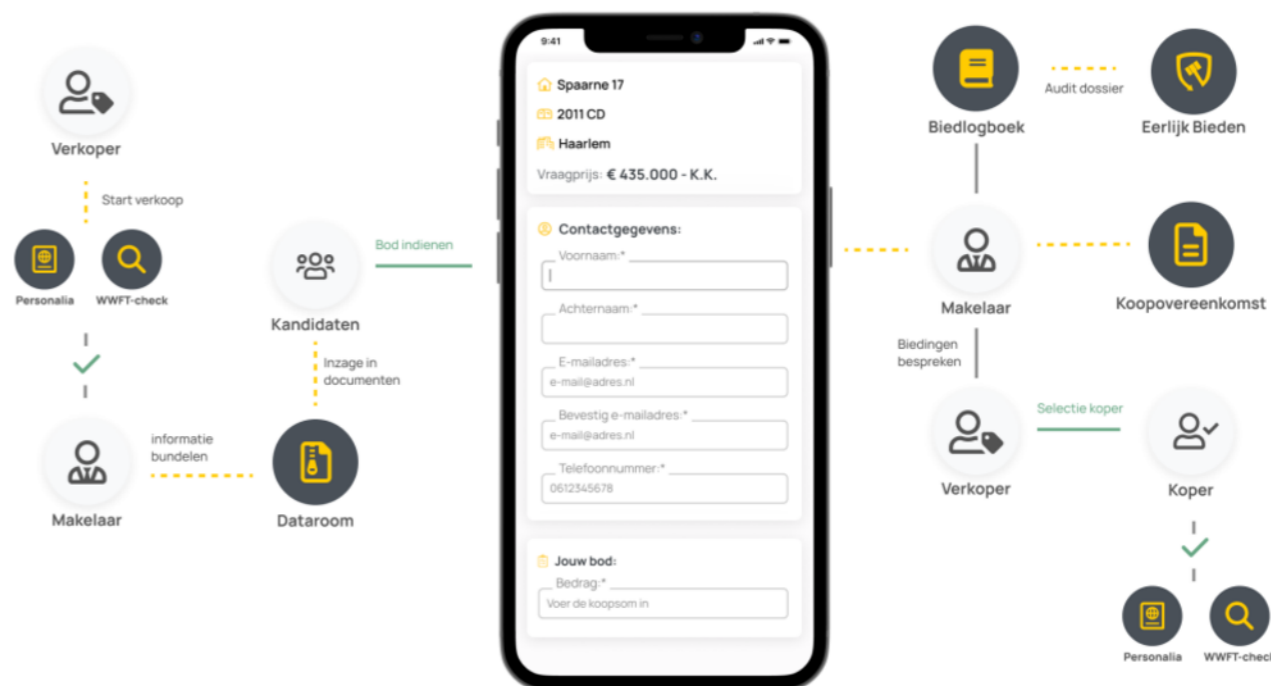 Verkoper
Start verkoop
Personalia
WWFT-check
Makelaar
informatie
bundelen
Dataroom
Inzage in
documenten
Kandidaten
Bod indienen
9:41
Spaarne 17
2011 CD
Haarlem
Vraagprijs: € 435.000 - K.K.
Contactgegevens:
Voornaam:*
Achternaam:*
E-mailadres:*
e-mail@adres.nl
Bevestig e-mailadres:*
e-mail@adres.nl
Telefoonnummer:*
0612345678
Jouw bod:
Bedrag:*
Voer de koopsom in
Biedlogboek
Audit dossier
Eerlijk Bieden
Makelaar
Koopovereenkomst
Biedingen
bespreken
Verkoper
Selectie koper
Koper
Personalia
WWFT-check